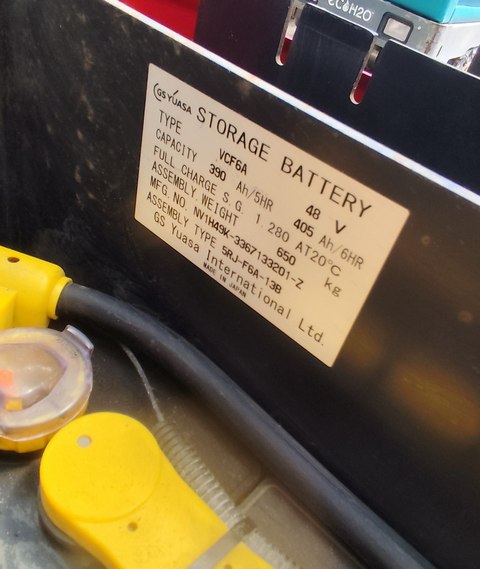 ECOH2O
GS YUASA STORAGE BATTERY
TYPE VCF6A 48 V
CAPACITY 390 Ah/5HR 405 Ah/6HR
FULL CHARGE S.G. 1.280 AT20°C
ASSEMBLY.WEIGHT 650 kg
MFG.NO. NV1HA9K-3367133201-Z
ASSEMBLY TYPE 5RJ-F6A-13B
GS Yuasa International Ltd.
MADE IN JAPAN